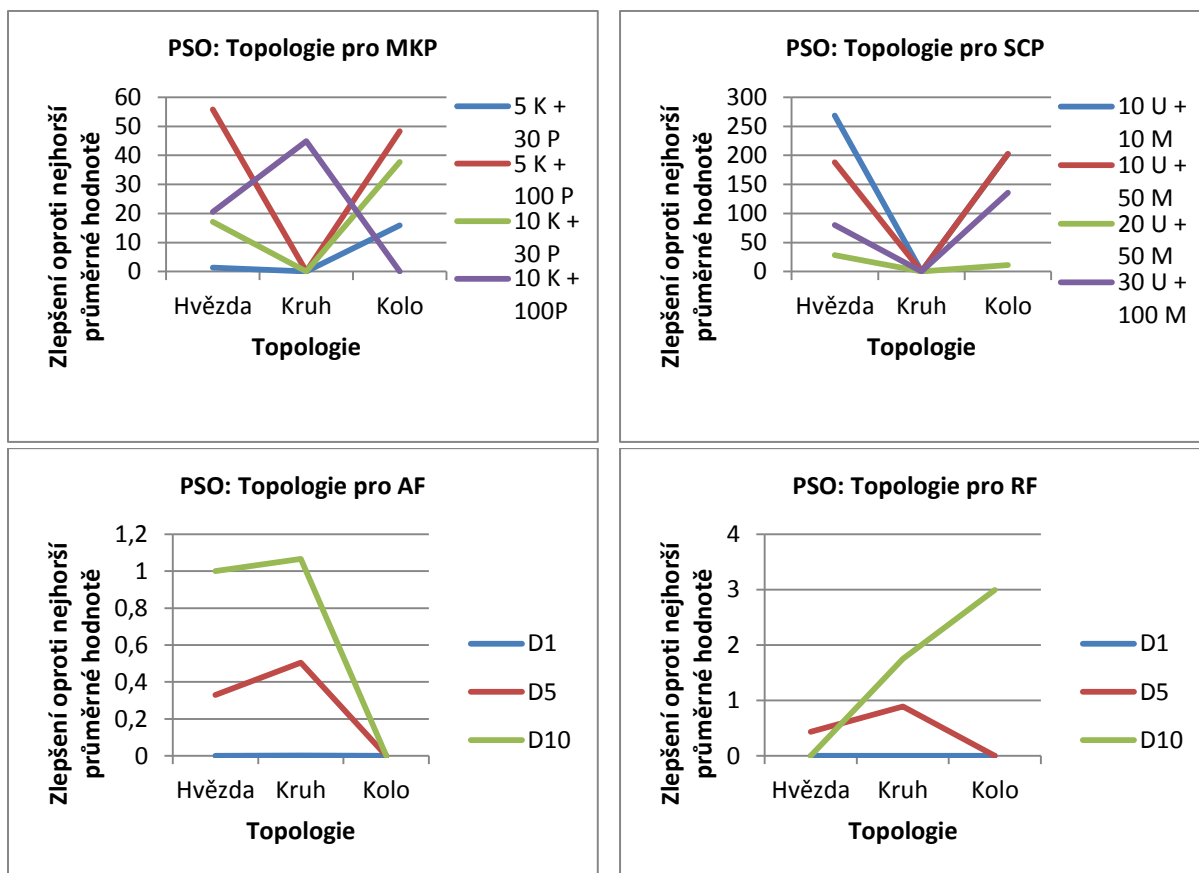 PSO: Topologie pro MKP
Zlepšení oproti nejhorší
průměrné hodnotě
60
50
40
30
20
10
0
Hvězda Kruh Kolo
Topologie
5 K +
30 P
5 K +
100 P
10 K +
30 P
10 K +
100P
PSO: Topologie pro SCP
Zlepšení oproti nejhorší
průměrné hodnotě
300
250
200
150
100
50
0
Hvězda Kruh Kolo
Topologie
10 U +
10 M
10 U +
50 M
20 U +
50 M
30 U +
100 M
PSO: Topologie pro AF
Zlepšení oproti nejhorší
průměrné hodnotě
1,2
1
0,8
0,6
0,4
0,2
0
Hvězda Kruh Kolo
Topologie
D1
D5
D10
PSO: Topologie pro RF
Zlepšení oproti nejhorší
průměrné hodnotě
4
3
2
1
0
Hvězda Kruh Kolo
Topologie
D1
D5
D10